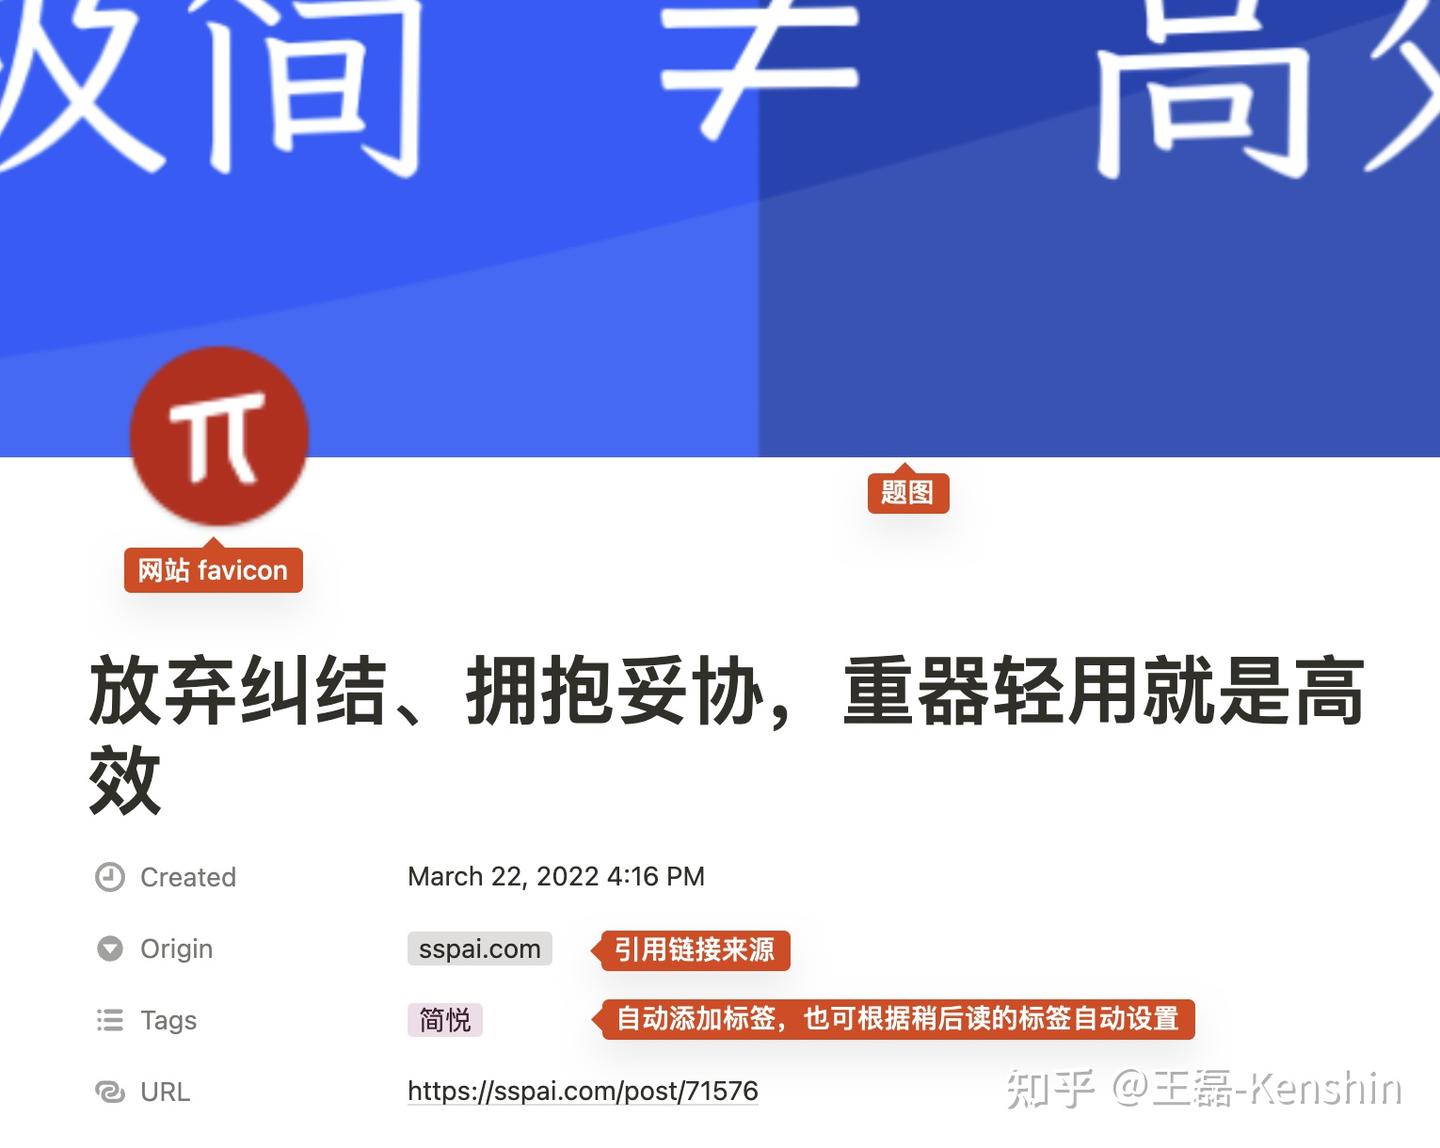 极简 ≠ 高效
π
题图
网站 favicon
放弃纠结、拥抱妥协，重器轻用就是高
效
Created March 22, 2022 4:16 PM
Origin sspai.com 引用链接来源
Tags 简悦 自动添加标签，也可根据稍后读的标签自动设置
URL https://sspai.com/post/71576
知乎 @王磊-Kenshin